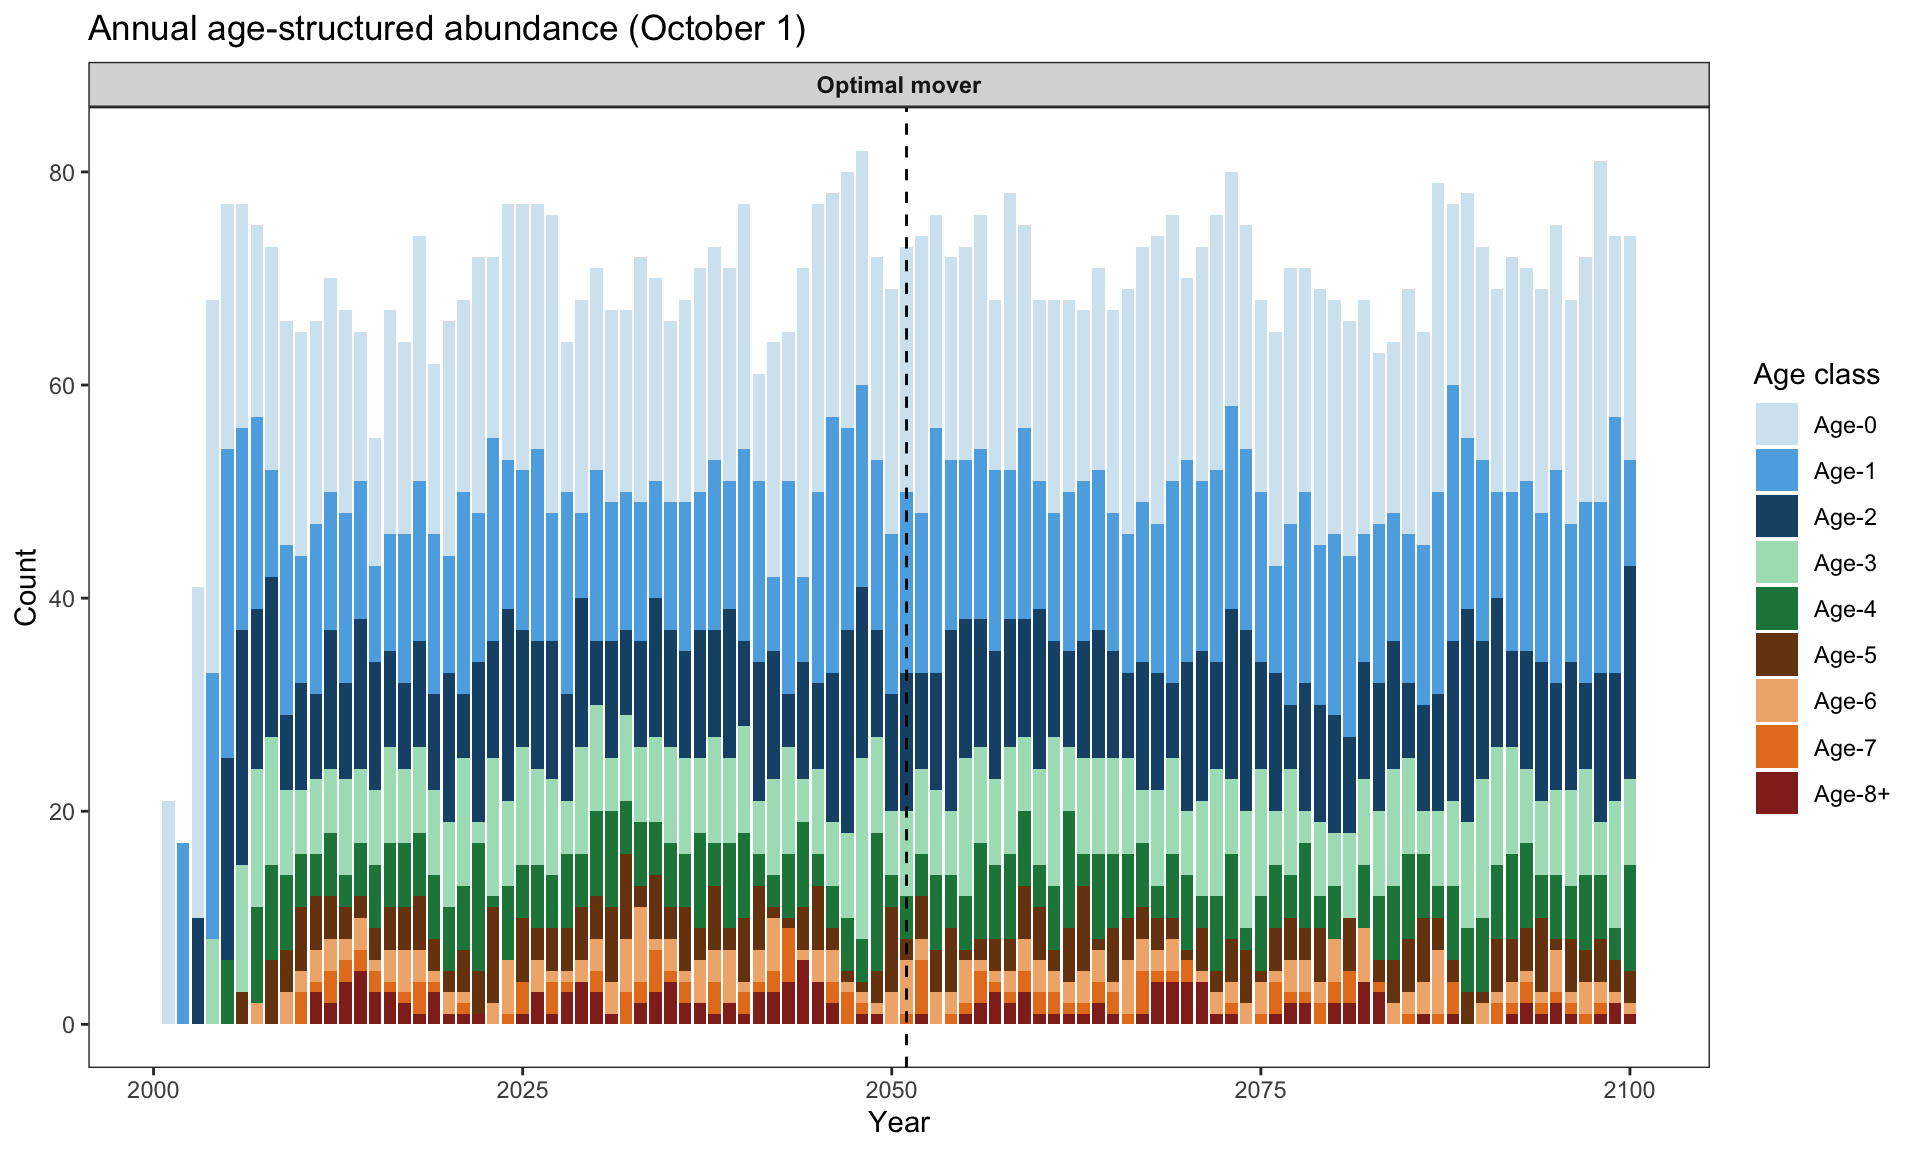 Annual age-structured abundance (October 1)
Optimal mover
80
60
40
20
0
Count
2000
2025
2050
2075
2100
Year
Age class
Age-0
Age-1
Age-2
Age-3
Age-4
Age-5
Age-6
Age-7
Age-8+